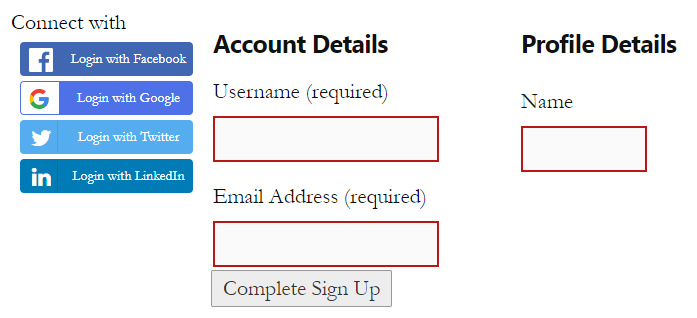 Connect with
Login with Facebook
Login with Google
Login with Twitter
Login with LinkedIn
Account Details
Username (required)
Email Address (required)
Complete Sign Up
Profile Details
Name